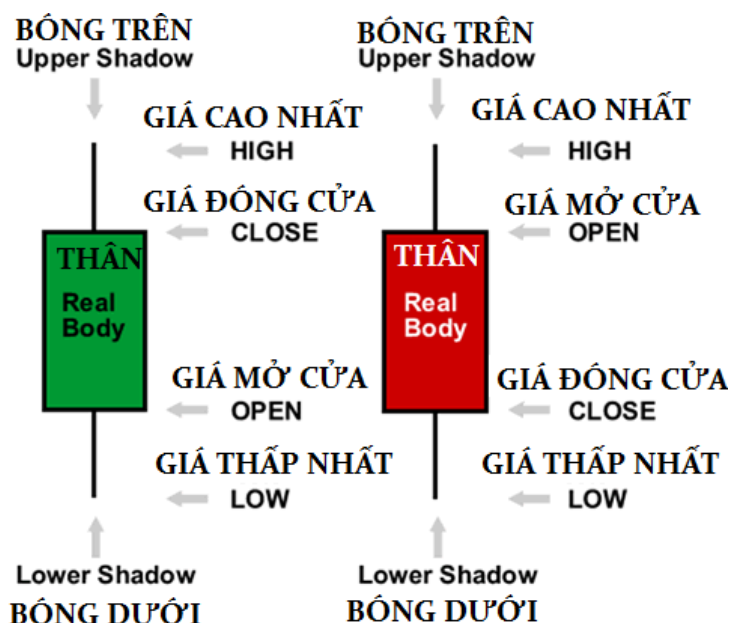 BÓNG TRÊN
Upper Shadow
GIÁ CAO NHẤT
HIGH
GIÁ ĐÓNG CỬA
CLOSE
THÂN
Real
Body
GIÁ MỞ CỬA
OPEN
GIÁ THẤP NHẤT
LOW
Lower Shadow
BÓNG DƯỚI
BÓNG TRÊN
Upper Shadow
GIÁ CAO NHẤT
HIGH
GIÁ MỞ CỬA
OPEN
THÂN
Real
Body
GIÁ ĐÓNG CỬA
CLOSE
GIÁ THẤP NHẤT
LOW
Lower Shadow
BÓNG DƯỚI